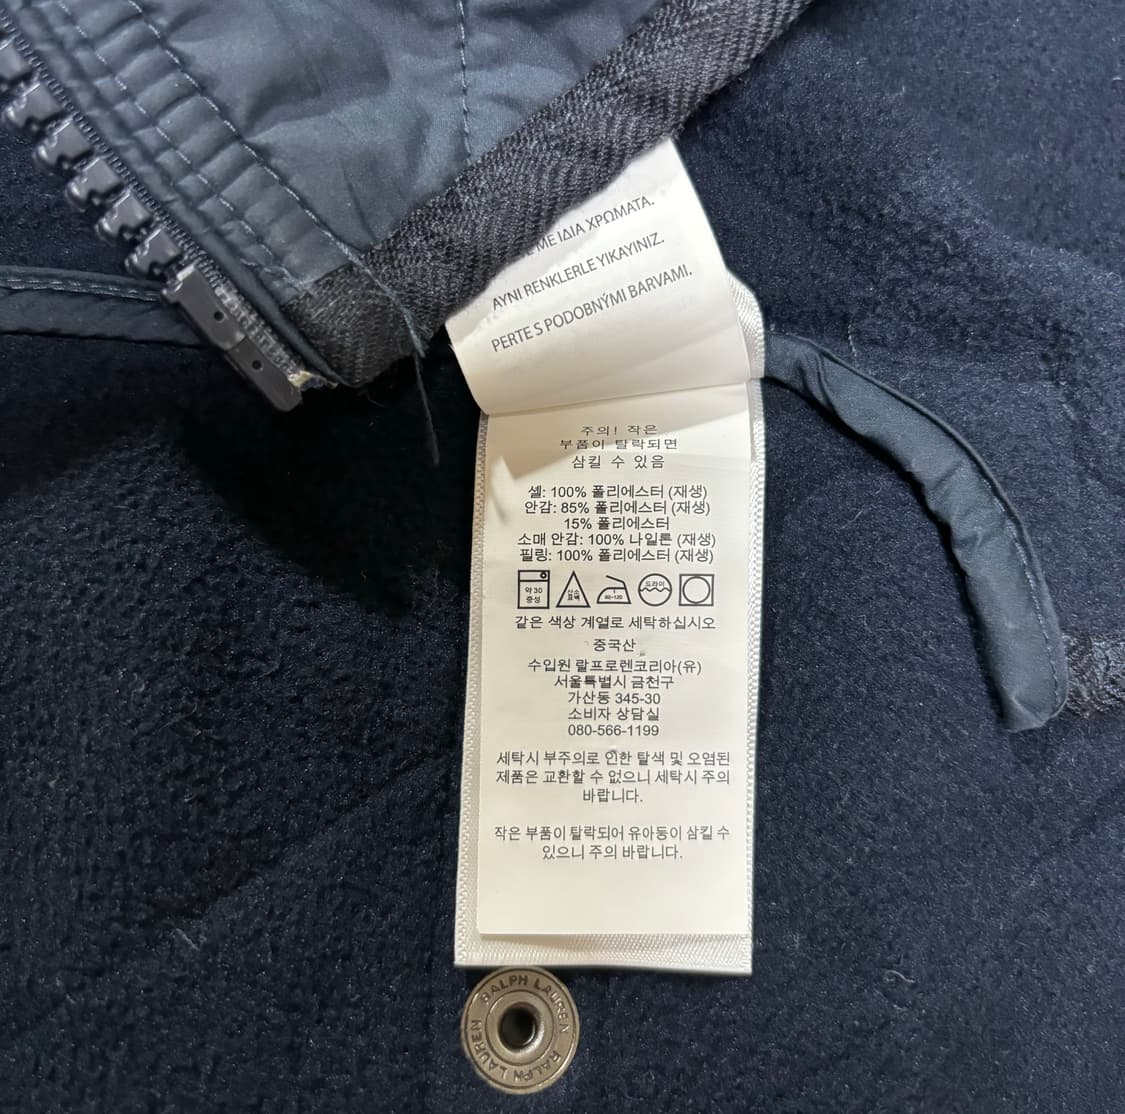 ΜΕ ΙΔΙΑ ΧΡΩΜΑΤΑ.
AYNI RENKLERLE YIKAYINIZ.
PERTE S PODOBNÝMI BARVAMI.
주의! 작은
부품이 탈락되면
삼킬 수 있음
셸: 100% 폴리에스터 (재생)
안감: 85% 폴리에스터 (재생)
15% 폴리에스터
소매 안감: 100% 나일론 (재생)
필링: 100% 폴리에스터 (재생)
약 30
중성
산소
표백
80~120
드라이
같은 색상 계열로 세탁하십시오
중국산
수입원 랄프로렌코리아(유)
서울특별시 금천구
가산동 345-30
소비자 상담실
080-566-1199
세탁시 부주의로 인한 탈색 및 오염된
제품은 교환할 수 없으니 세탁시 주의
바랍니다.
작은 부품이 탈락되어 유아등이 삼킬 수
있으니 주의 바랍니다.
RALPH LAUREN
RALPH LAUREN